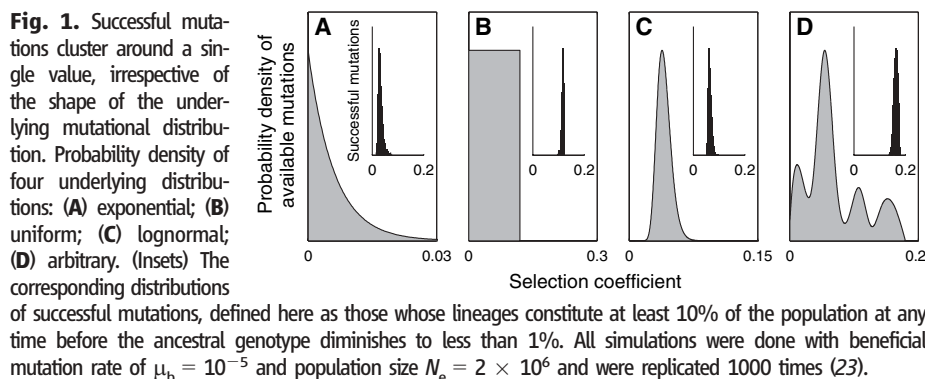 Fig. 1. Successful muta-
tions cluster around a sin-
gle value, irrespective of
the shape of the under-
lying mutational distribu-
tion. Probability density of
four underlying distribu-
tions: (A) exponential; (B)
uniform; (C) lognormal;
(D) arbitrary. (Insets) The
corresponding distributions
of successful mutations, defined here as those whose lineages constitute at least 10% of the population at any
time before the ancestral genotype diminishes to less than 1%. All simulations were done with beneficial
mutation rate of μb = 10−5 and population size Ne = 2 × 106 and were replicated 1000 times (23).
Probability density of
available mutations
A
Successful mutations
0 0.2
0 0.03
B
0 0.2
0 0.3
C
0 0.2
0 0.15
D
0 0.2
0 0.2
Selection coefficient